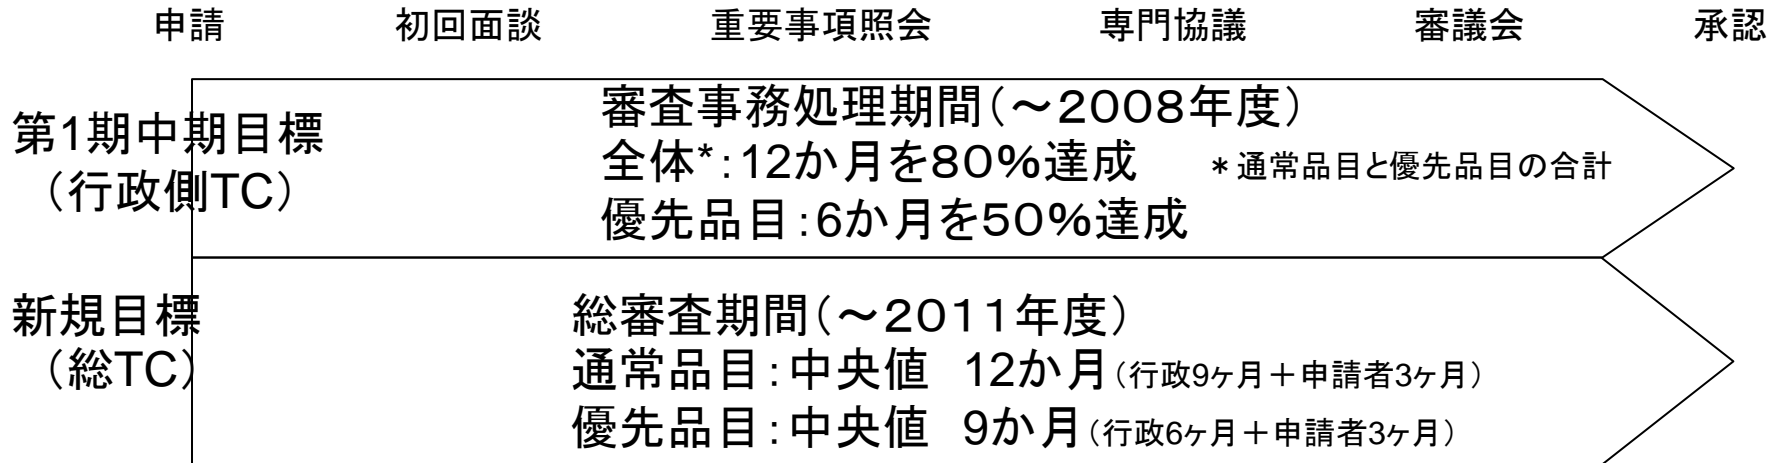 申請 初回面談 重要事項照会 専門協議 審議会 承認
第1期中期目標
（行政側TC）
審査事務処理期間（～２００８年度）
全体*：12か月を８０％達成 ＊通常品目と優先品目の合計
優先品目：6か月を５０％達成
新規目標
（総TC）
総審査期間（～２０１１年度）
通常品目：中央値　12か月（行政9ヶ月＋申請者3ヶ月）
優先品目：中央値　9か月（行政6ヶ月＋申請者3ヶ月）